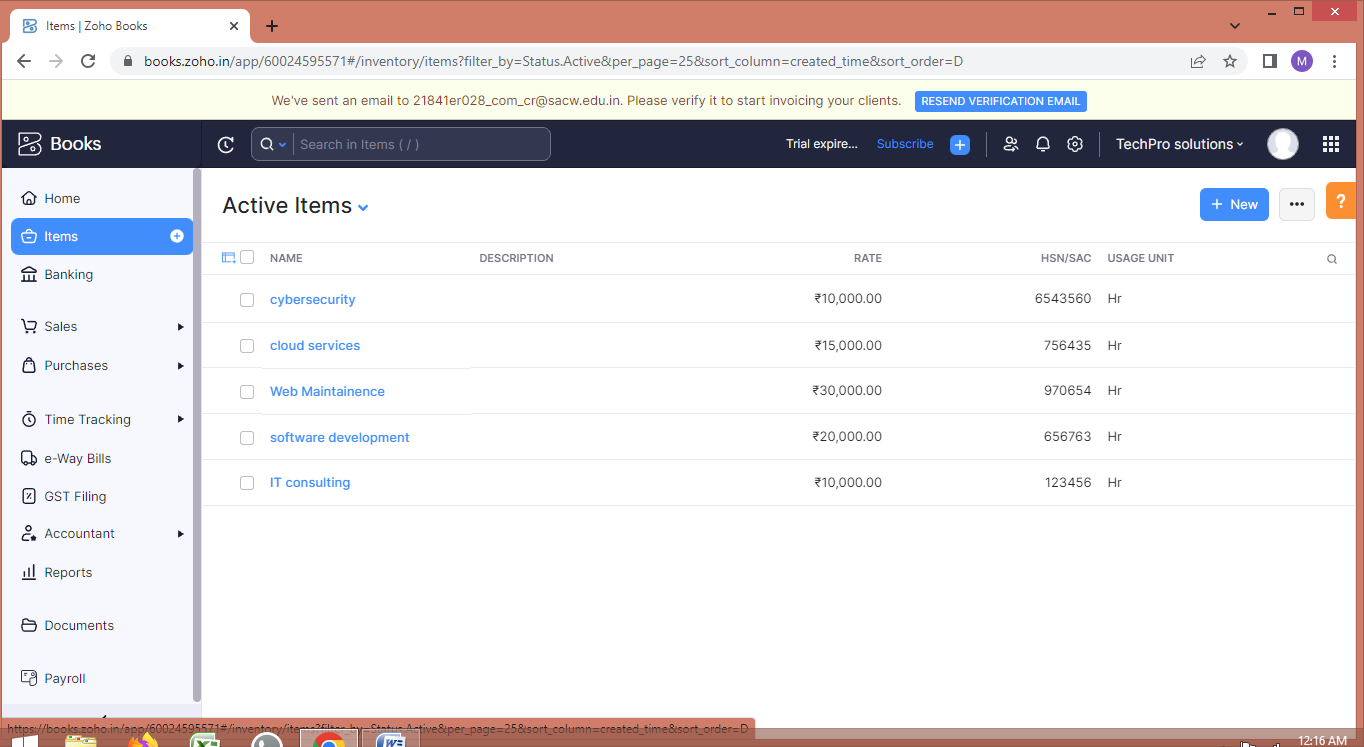 Items | Zoho Books
books.zoho.in/app/60024595571#/inventory/items?filter_by=Status.Active&per_page=25&sort_column=created_time&sort_order=D
M
We've sent an email to 21841er028_com_cr@sacw.edu.in. Please verify it to start invoicing your clients. RESEND VERIFICATION EMAIL
Books
Search in Items ( / )
Trial expire... Subscribe
TechPro solutions
Home
Items
Banking
Sales
Purchases
Time Tracking
e-Way Bills
GST Filing
Accountant
Reports
Documents
Payroll
Active Items
+ New
•••
?
NAME DESCRIPTION RATE HSN/SAC USAGE UNIT
cybersecurity ₹10,000.00 6543560 Hr
cloud services ₹15,000.00 756435 Hr
Web Maintainence ₹30,000.00 970654 Hr
software development ₹20,000.00 656763 Hr
IT consulting ₹10,000.00 123456 Hr
https://books.zoho.in/app/60024595571#/inventory/items?filter_by=Status.Active&per_page=25&sort_column=created_time&sort_order=D
12:16 AM